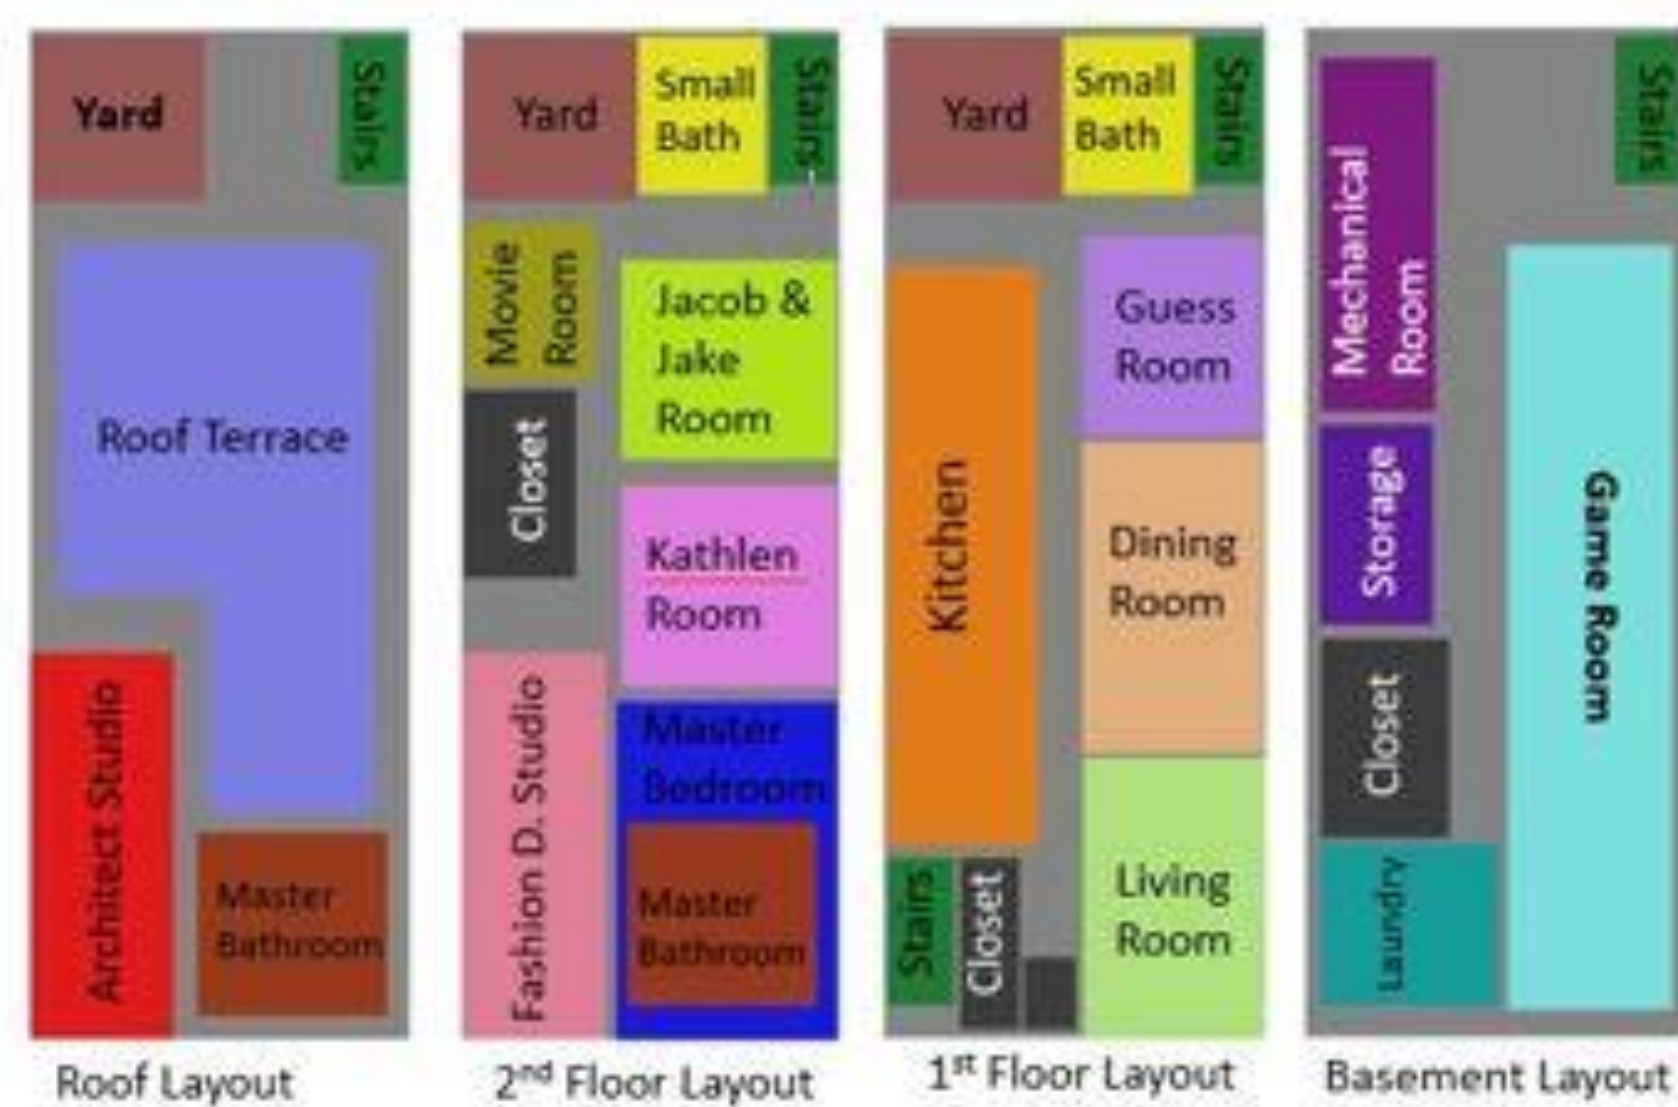 Yard
Stairs
Roof Terrace
Architect Studio
Master
Bathroom
Roof Layout
Yard
Small
Bath
Stairs
Movie
Room
Jacob &
Jake
Room
Closet
Kathlen
Room
Fashion D. Studio
Master
Bedroom
Master
Bathroom
2nd Floor Layout
Yard
Small
Bath
Stairs
Kitchen
Guess
Room
Dining
Room
Living
Room
Stairs
Closet
1st Floor Layout
Mechanical
Room
Stairs
Storage
Game Room
Closet
Laundry
Basement Layout